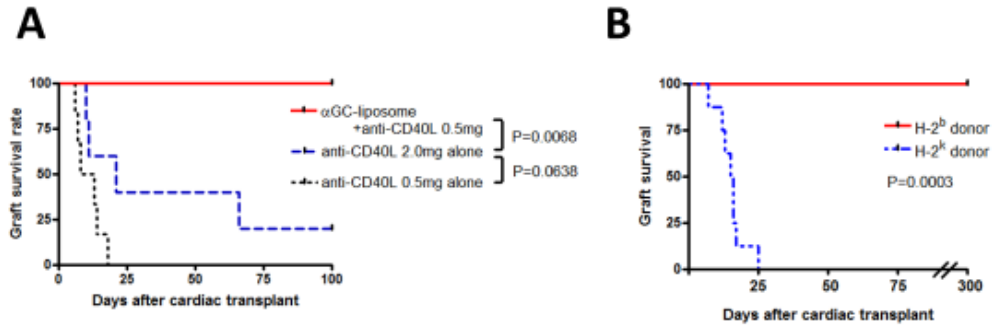 A
Graft survival rate
100
75
50
25
0
0
25
50
75
100
Days after cardiac transplant
αGC-liposome
+anti-CD40L 0.5mg
anti-CD40L 2.0mg alone
anti-CD40L 0.5mg alone
P=0.0068
P=0.0638
B
Graft survival
100
75
50
25
0
25
50
75
300
Days after cardiac transplant
H-2ᵇ donor
H-2ᵏ donor
P=0.0003